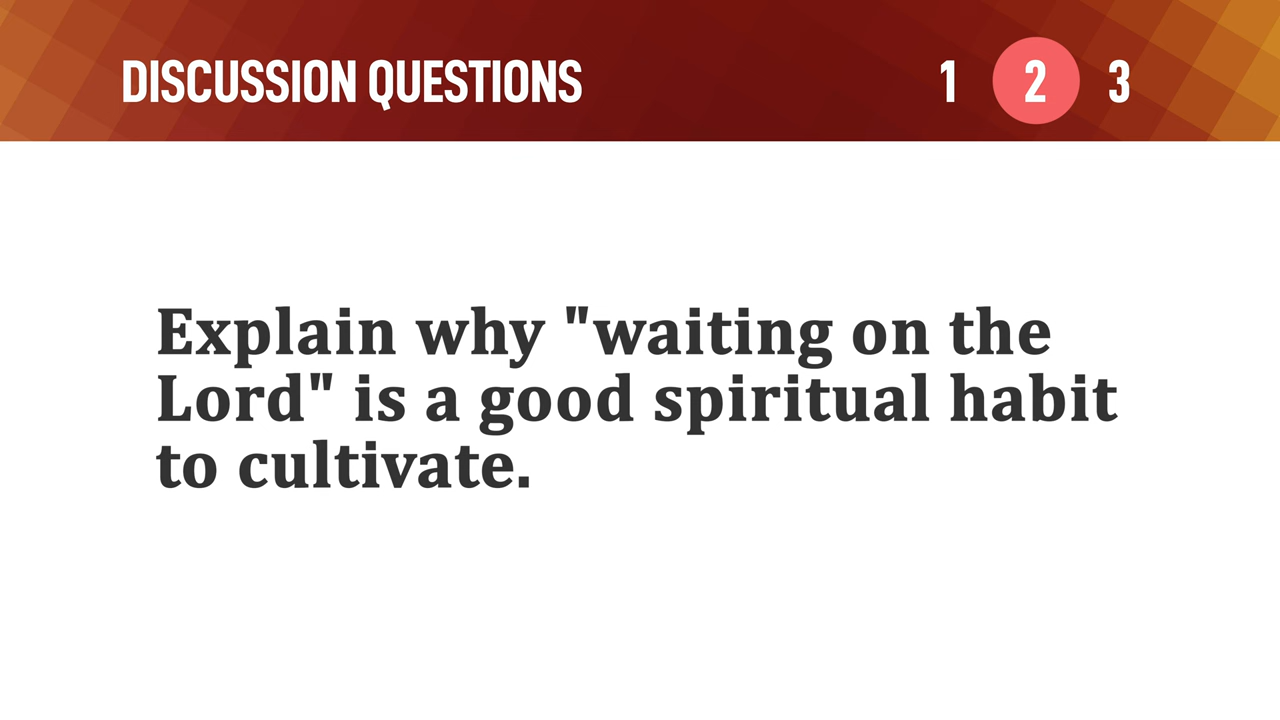 DISCUSSION QUESTIONS 1 2 3
Explain why "waiting on the
Lord" is a good spiritual habit
to cultivate.